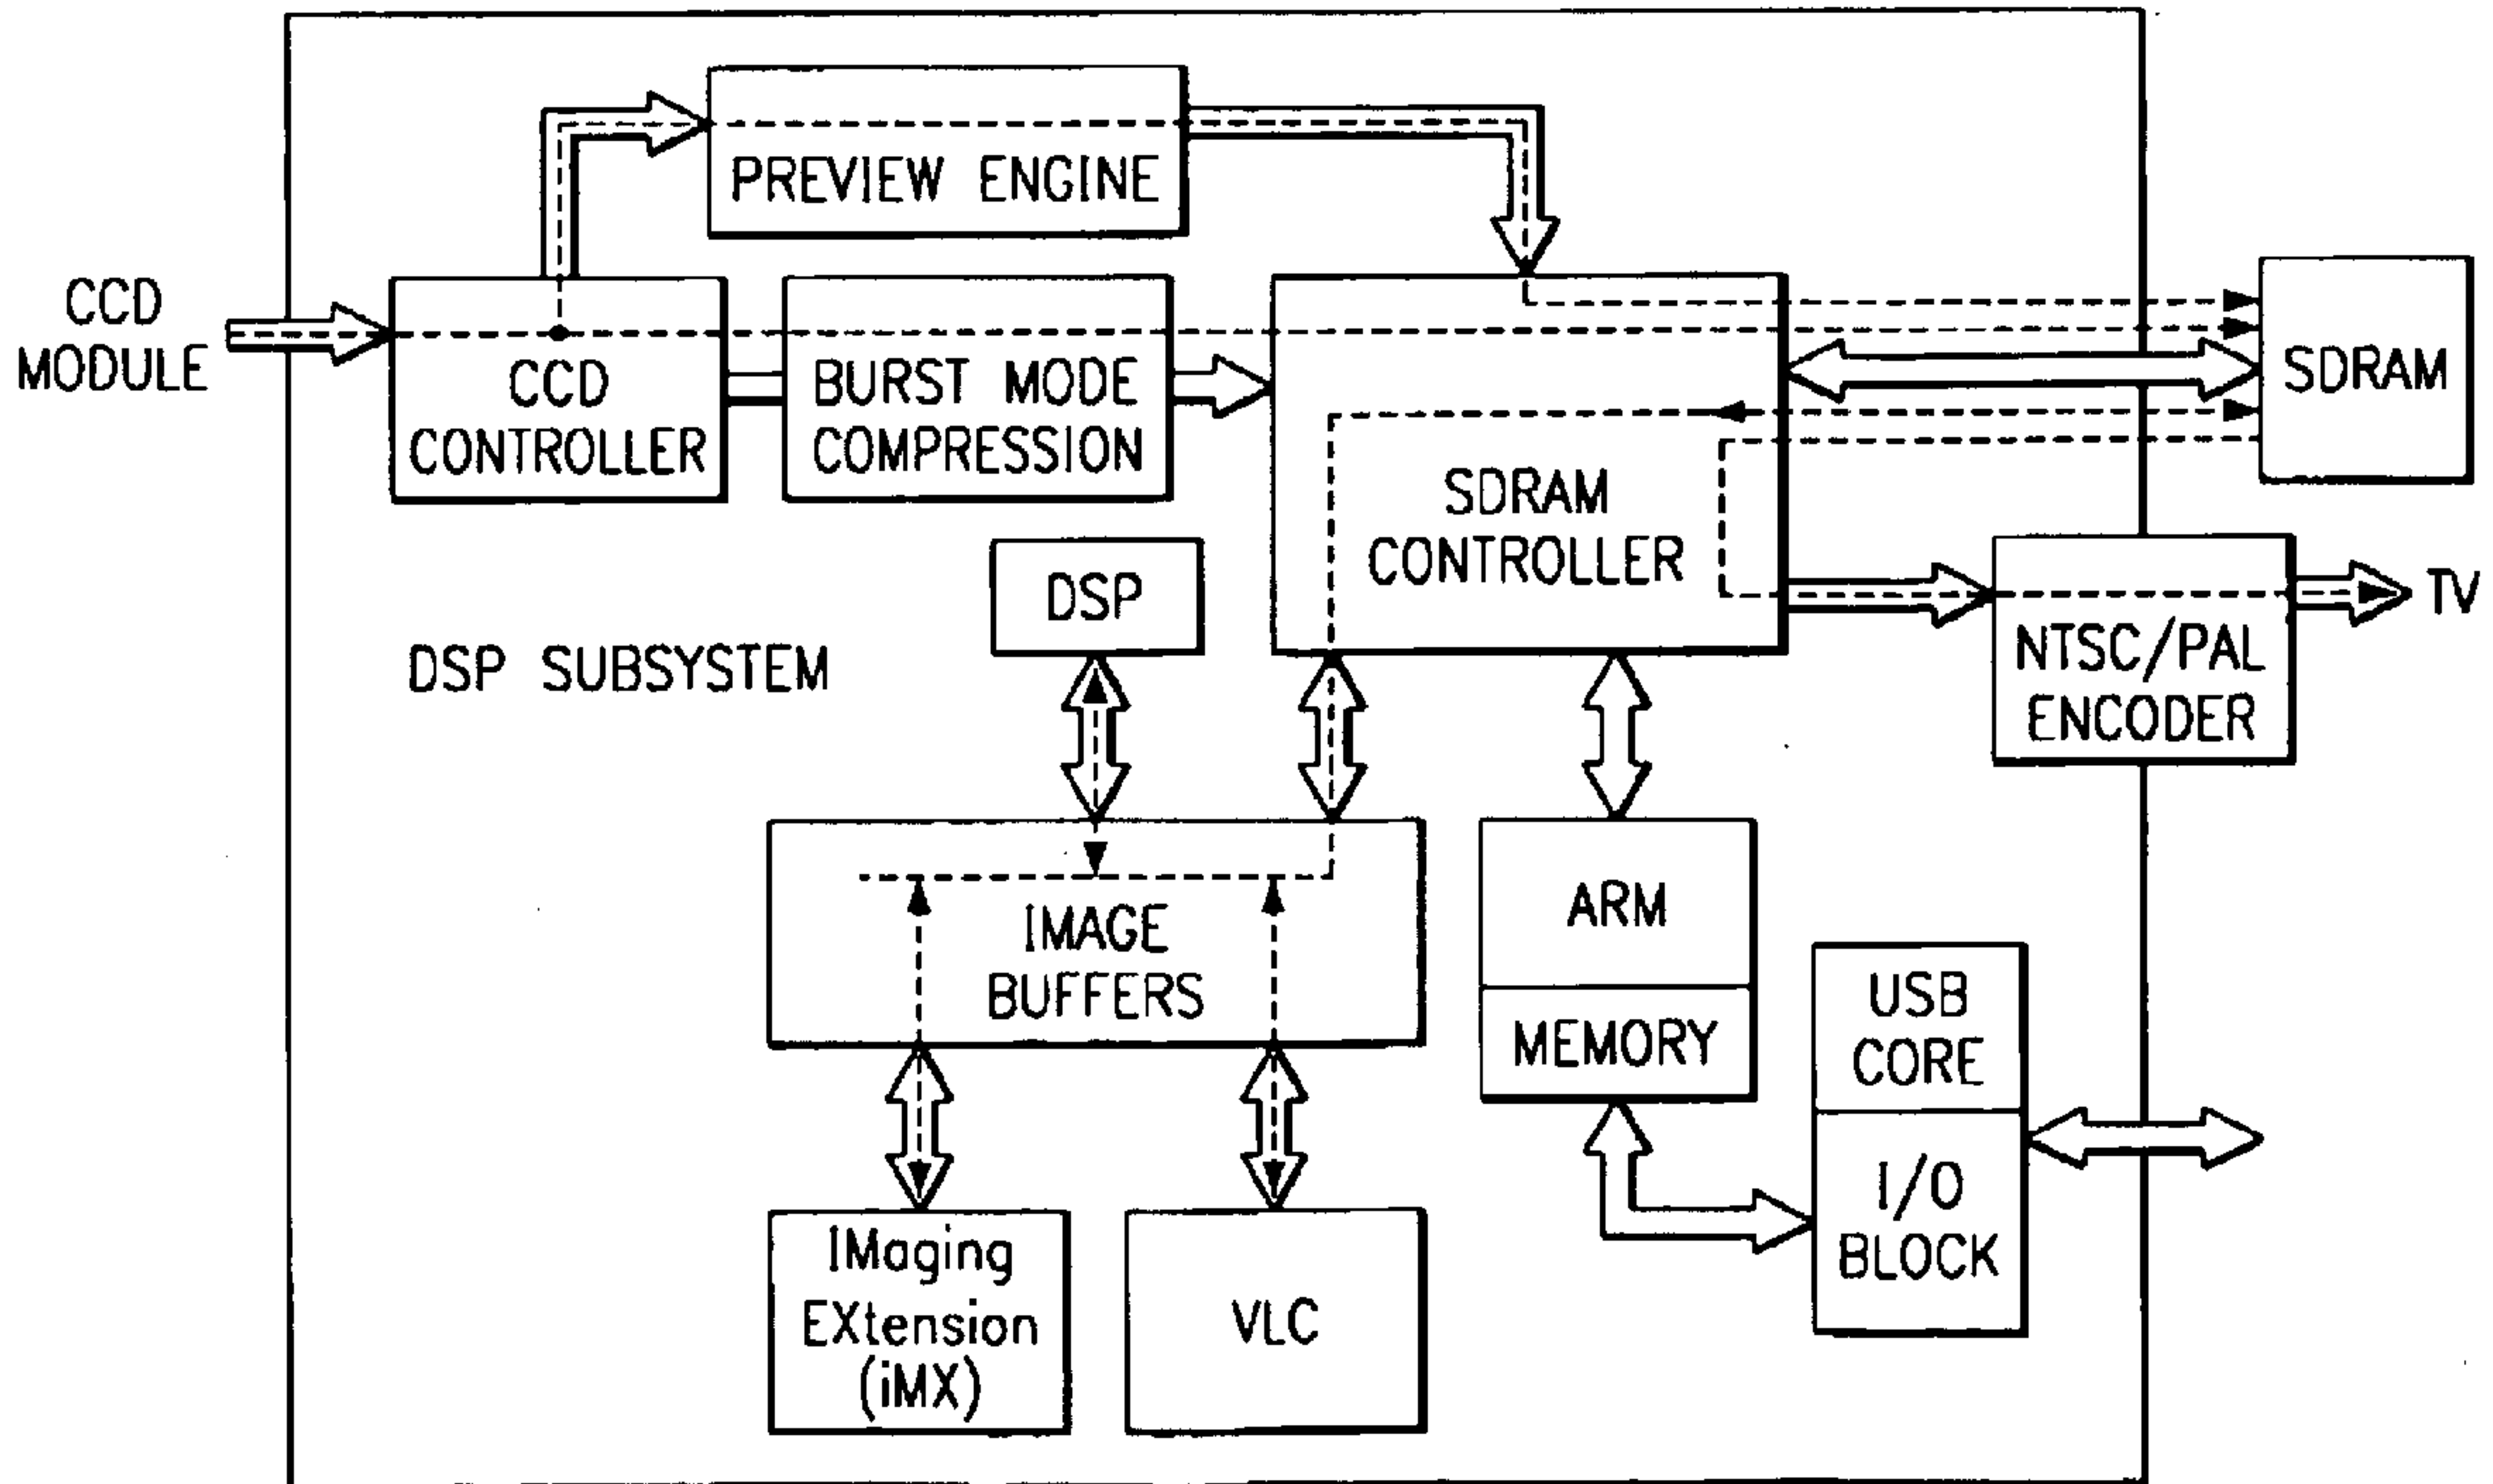 PREVIEW ENGINE
CCD
MODULE
CCD
CONTROLLER
BURST MODE
COMPRESSION
SDRAM
CONTROLLER
SDRAM
DSP
DSP SUBSYSTEM
NTSC/PAL
ENCODER
TV
IMAGE
BUFFERS
ARM
MEMORY
USB
CORE
I/O
BLOCK
IMaging
EXtension
(iMX)
VLC